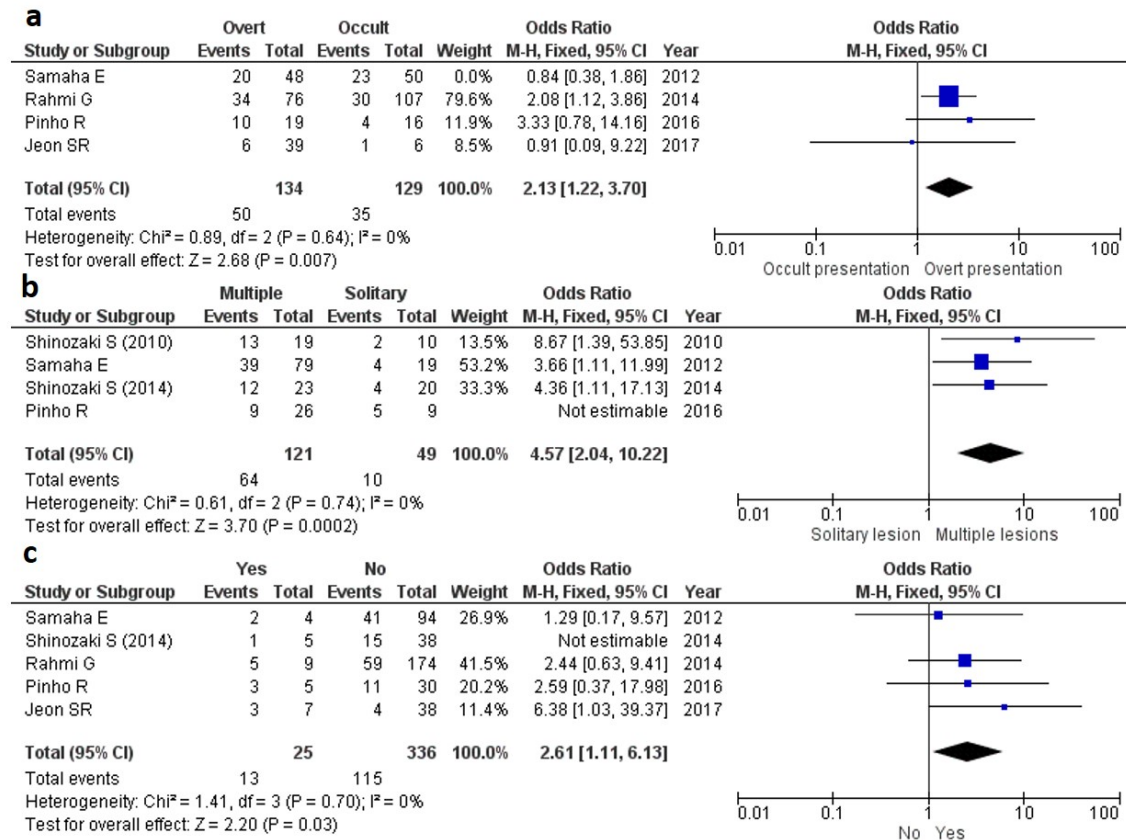 a
Overt Occult Odds Ratio Odds Ratio
Study or Subgroup Events Total Events Total Weight M-H, Fixed, 95% CI Year M-H, Fixed, 95% CI
Samaha E 20 48 23 50 0.0% 0.84 [0.38, 1.86] 2012
Rahmi G 34 76 30 107 79.6% 2.08 [1.12, 3.86] 2014
Pinho R 10 19 4 16 11.9% 3.33 [0.78, 14.16] 2016
Jeon SR 6 39 1 6 8.5% 0.91 [0.09, 9.22] 2017
Total (95% CI) 134 129 100.0% 2.13 [1.22, 3.70]
Total events 50 35
Heterogeneity: Chi² = 0.89, df = 2 (P = 0.64); I² = 0%
Test for overall effect: Z = 2.68 (P = 0.007)
0.01 0.1 1 10 100
Occult presentation Overt presentation
b
Multiple Solitary Odds Ratio Odds Ratio
Study or Subgroup Events Total Events Total Weight M-H, Fixed, 95% CI Year M-H, Fixed, 95% CI
Shinozaki S (2010) 13 19 2 10 13.5% 8.67 [1.39, 53.85] 2010
Samaha E 39 79 4 19 53.2% 3.66 [1.11, 11.99] 2012
Shinozaki S (2014) 12 23 4 20 33.3% 4.36 [1.11, 17.13] 2014
Pinho R 9 26 5 9 Not estimable 2016
Total (95% CI) 121 49 100.0% 4.57 [2.04, 10.22]
Total events 64 10
Heterogeneity: Chi² = 0.61, df = 2 (P = 0.74); I² = 0%
Test for overall effect: Z = 3.70 (P = 0.0002)
0.01 0.1 1 10 100
Solitary lesion Multiple lesions
c
Yes No Odds Ratio Odds Ratio
Study or Subgroup Events Total Events Total Weight M-H, Fixed, 95% CI Year M-H, Fixed, 95% CI
Samaha E 2 4 41 94 26.9% 1.29 [0.17, 9.57] 2012
Shinozaki S (2014) 1 5 15 38 Not estimable 2014
Rahmi G 5 9 59 174 41.5% 2.44 [0.63, 9.41] 2014
Pinho R 3 5 11 30 20.2% 2.59 [0.37, 17.98] 2016
Jeon SR 3 7 4 38 11.4% 6.38 [1.03, 39.37] 2017
Total (95% CI) 25 336 100.0% 2.61 [1.11, 6.13]
Total events 13 115
Heterogeneity: Chi² = 1.41, df = 3 (P = 0.70); I² = 0%
Test for overall effect: Z = 2.20 (P = 0.03)
0.01 0.1 1 10 100
No Yes